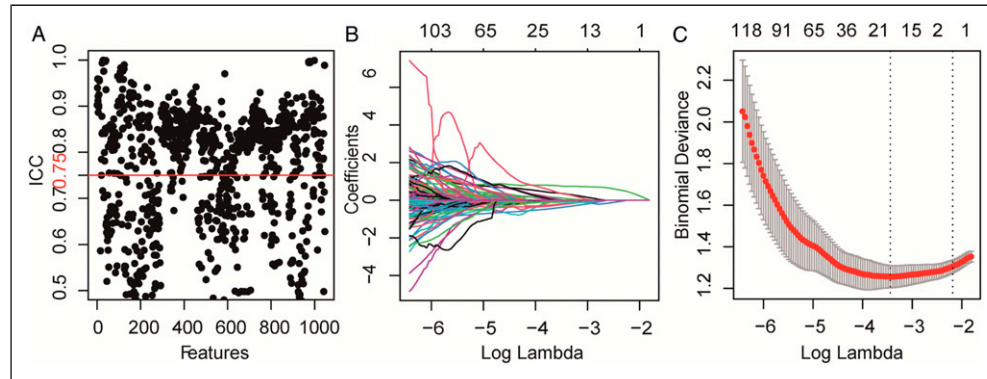 A
ICC
0.5 0.6 0.7 0.75 0.8 0.9 1.0
0 200 400 600 800 1000
Features
B
103 65 25 13 1
Coefficients
6
4
2
0
−2
−4
−6 −5 −4 −3 −2
Log Lambda
C
118 91 65 36 21 15 2 1
Binomial Deviance
1.2 1.4 1.6 1.8 2.0 2.2
−6 −5 −4 −3 −2
Log Lambda